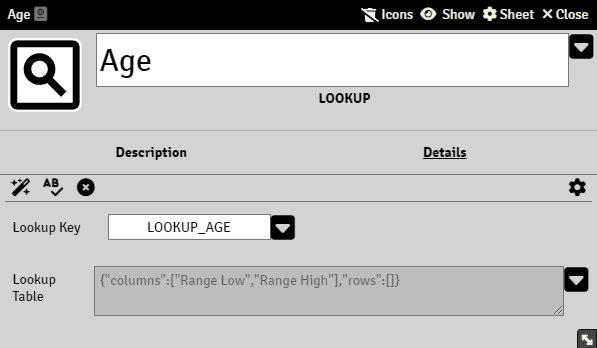 Age Icons Show Sheet Close
Age
LOOKUP
Description Details
AB
Lookup Key LOOKUP_AGE
Lookup Table {"columns":["Range Low","Range High"],"rows":[]}